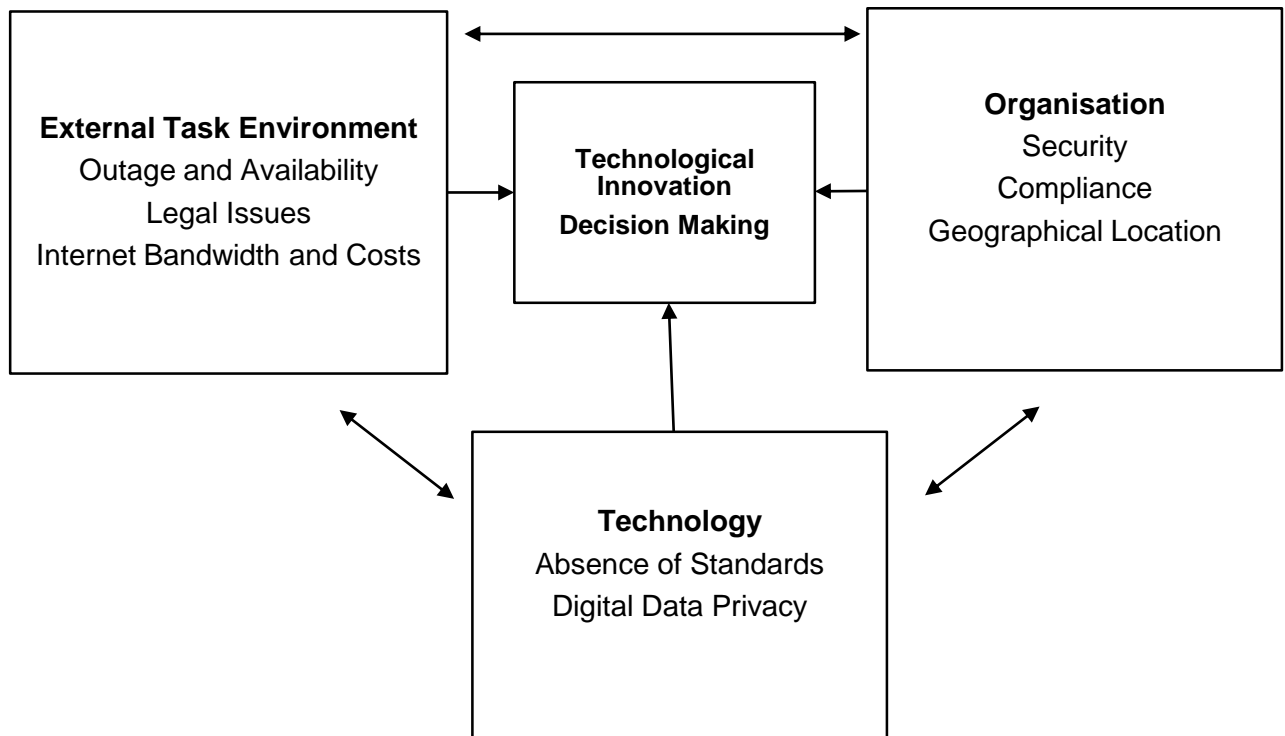 External Task Environment
Outage and Availability
Legal Issues
Internet Bandwidth and Costs
Technological
Innovation
Decision Making
Organisation
Security
Compliance
Geographical Location
Technology
Absence of Standards
Digital Data Privacy